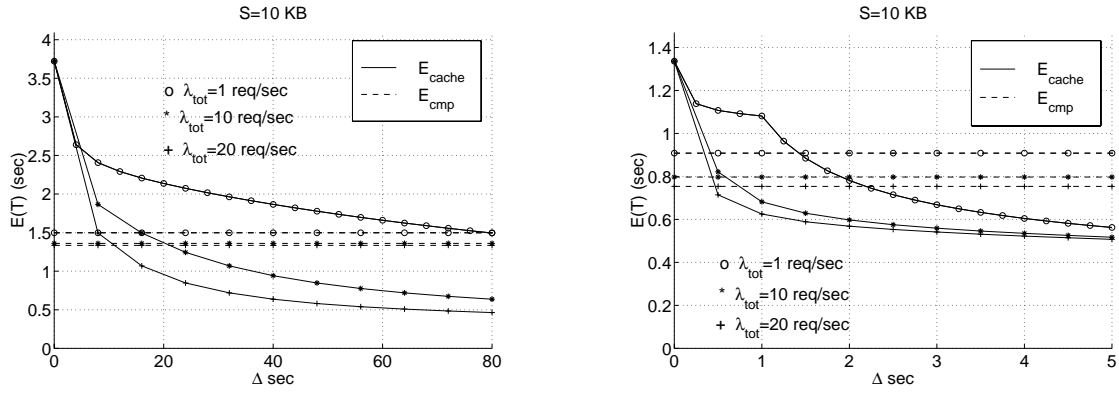 S=10 KB
4
3.5
3
2.5
2
1.5
1
0.5
0
E(T) (sec)
0 20 40 60 80
Δ sec
E_cache
E_cmp
o λ_tot=1 req/sec
* λ_tot=10 req/sec
+ λ_tot=20 req/sec
S=10 KB
1.4
1.2
1
0.8
0.6
0.4
0.2
0
E(T) (sec)
0 1 2 3 4 5
Δ sec
E_cache
E_cmp
o λ_tot=1 req/sec
* λ_tot=10 req/sec
+ λ_tot=20 req/sec